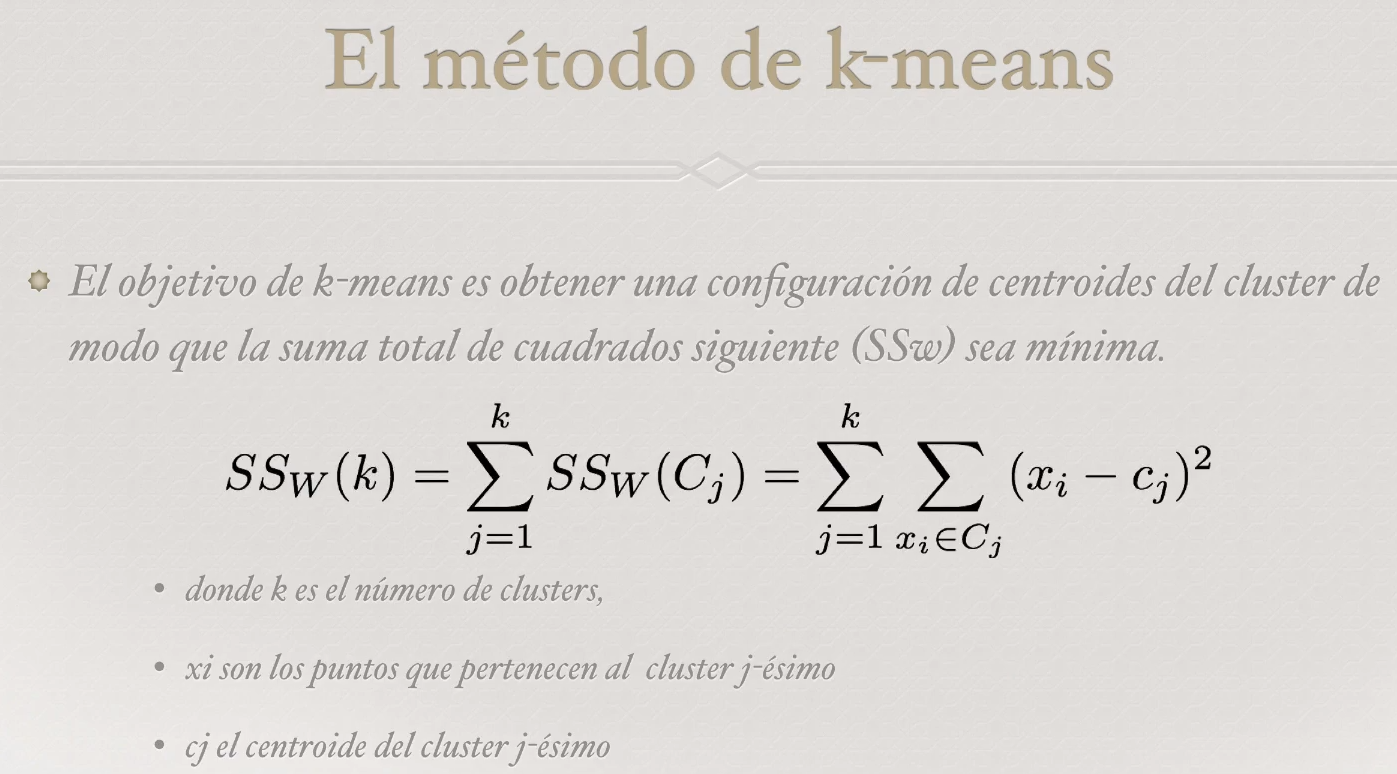 El método de k-means
El objetivo de k-means es obtener una configuración de centroides del cluster de
modo que la suma total de cuadrados siguiente (SSw) sea mínima.
$SS_W(k) = \sum_{j=1}^{k} SS_W(C_j) = \sum_{j=1}^{k} \sum_{x_i \in C_j} (x_i - c_j)^2$
• donde k es el número de clusters,
• xi son los puntos que pertenecen al cluster j-ésimo
• cj el centroide del cluster j-ésimo